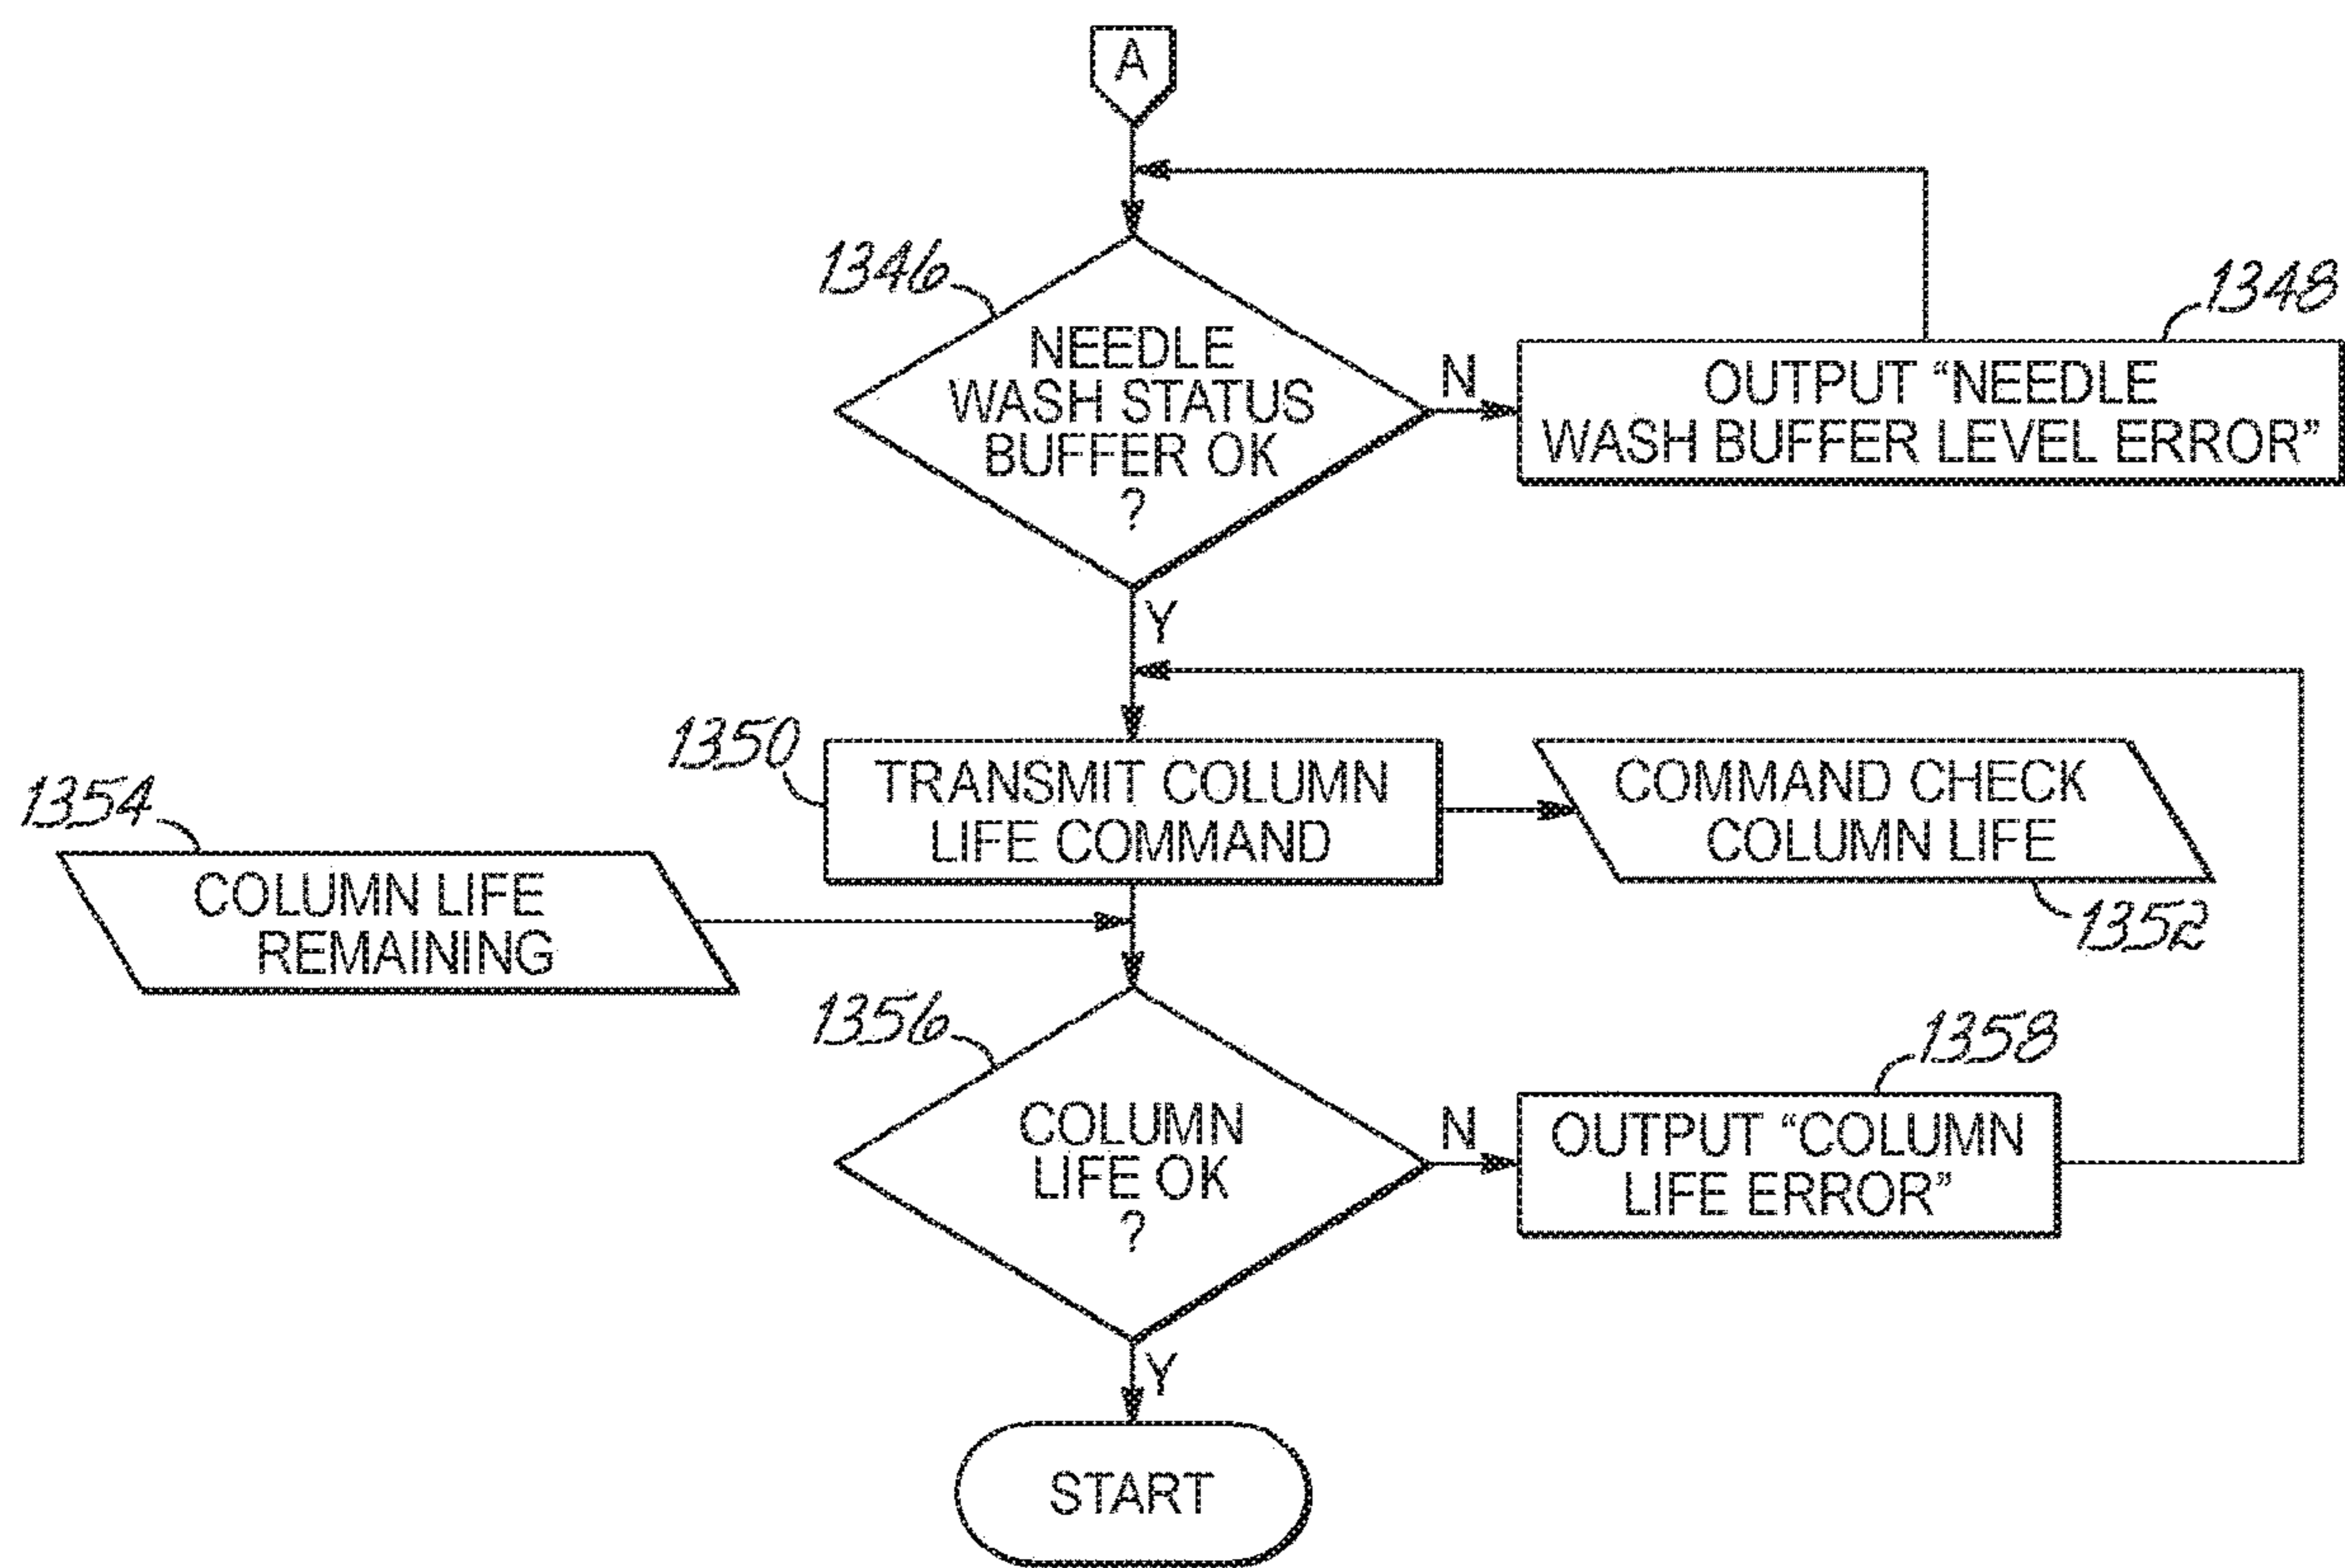 A
1346
NEEDLE
WASH STATUS
BUFFER OK
?
N
1348
OUTPUT “NEEDLE
WASH BUFFER LEVEL ERROR”
Y
1350
TRANSMIT COLUMN
LIFE COMMAND
COMMAND CHECK
COLUMN LIFE
1352
1354
COLUMN LIFE
REMAINING
1356
COLUMN
LIFE OK
?
N
1358
OUTPUT “COLUMN
LIFE ERROR”
Y
START